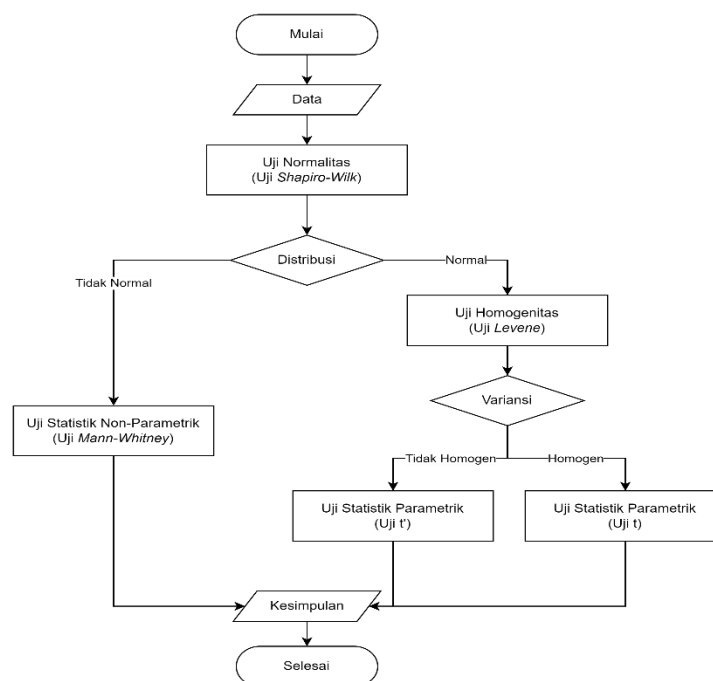 Mulai
Data
Uji Normalitas
(Uji Shapiro-Wilk)
Distribusi
Tidak Normal
Normal
Uji Homogenitas
(Uji Levene)
Variansi
Uji Statistik Non-Parametrik
(Uji Mann-Whitney)
Tidak Homogen
Homogen
Uji Statistik Parametrik
(Uji t')
Uji Statistik Parametrik
(Uji t)
Kesimpulan
Selesai